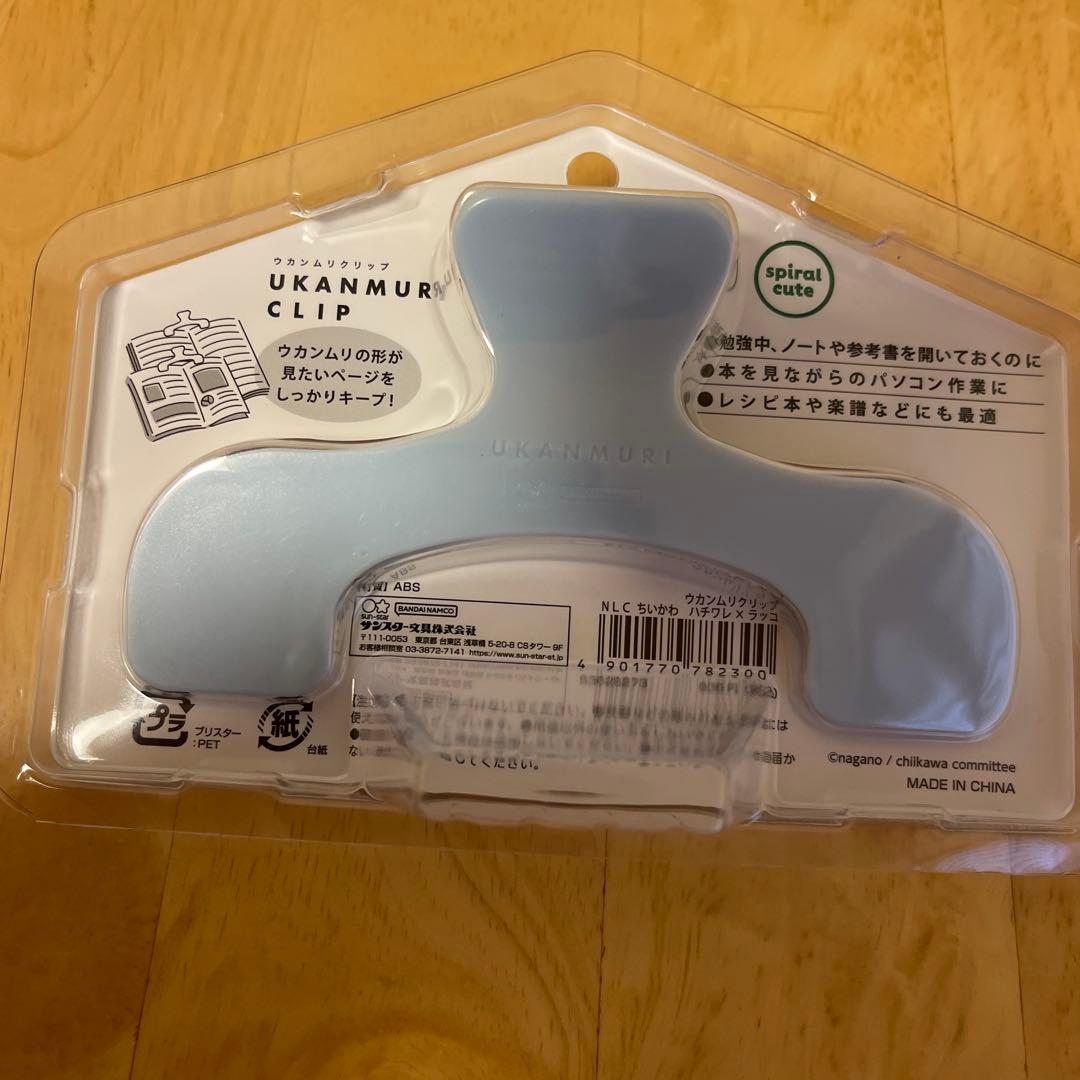 ウカンムリクリップ
UKANMUR
CLIP
ウカンムリの形が
見たいページを
しっかりキープ!
spiral
cute
勉強中、ノートや参考書を開いておくのに
●本を見ながらのパソコン作業に
●レシピ本や楽譜などにも最適
UKANMURI
ABS
sun-star BANDAI NAMCO
サンスター文具株式会社
〒111-0053 東京都 台東区 浅草橋 5-20-8 CSタワー 9F
お客様相談室 03-3872-7141 https://www.sun-star-st.jp
ウカンムリクリップ
NLC ちいかわ ハチワレ×ラッコ
4 901770 782300
プラ
ブリスター
:PET
紙
台紙
してください。
©nagano / chiikawa committee
MADE IN CHINA